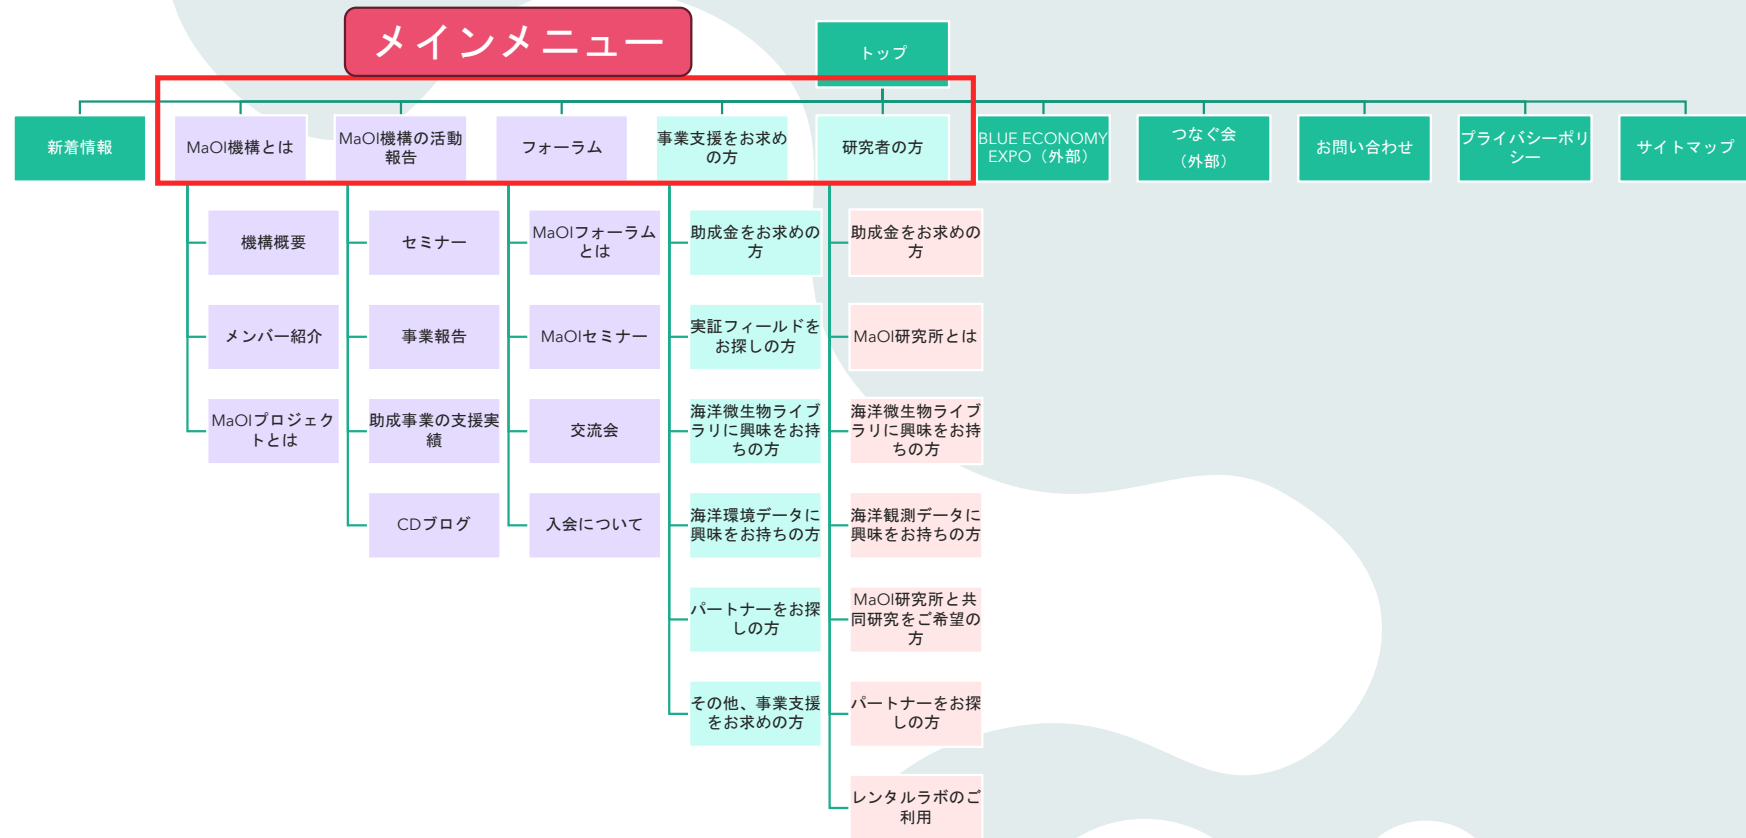 メインメニュー
トップ
新着情報
MaOI機構とは
MaOI機構の活動
報告
フォーラム
事業支援をお求め
の方
研究者の方
BLUE ECONOMY
EXPO（外部）
つなぐ会
（外部）
お問い合わせ
プライバシーポリ
シー
サイトマップ
機構概要
メンバー紹介
MaOIプロジェク
トとは
セミナー
事業報告
助成事業の支援実
績
CDブログ
MaOIフォーラム
とは
MaOIセミナー
交流会
入会について
助成金をお求めの
方
実証フィールドを
お探しの方
海洋微生物ライブ
ラリに興味をお持
ちの方
海洋環境データに
興味をお持ちの方
パートナーをお探
しの方
その他、事業支援
をお求めの方
助成金をお求めの
方
MaOI研究所とは
海洋微生物ライブ
ラリに興味をお持
ちの方
海洋観測データに
興味をお持ちの方
MaOI研究所と共
同研究をご希望の
方
パートナーをお探
しの方
レンタルラボのご
利用